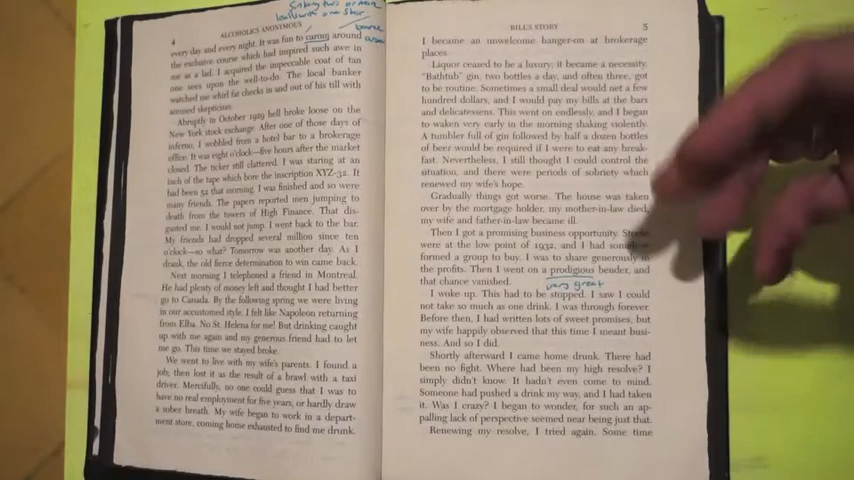 striking two or more
balls with one shot
bounce
4
ALCOHOLICS ANONYMOUS
every day and every night. It was fun to carom around
the exclusive course which had inspired such awe in
me as a lad. I acquired the impeccable coat of tan
one sees upon the well-to-do. The local banker
watched me whirl fat checks in and out of his till with
amused skepticism.
Abruptly in October 1929 hell broke loose on the
New York stock exchange. After one of those days of
inferno, I wobbled from a hotel bar to a brokerage
office. It was eight o'clock—five hours after the market
closed. The ticker still clattered. I was staring at an
inch of the tape which bore the inscription XYZ-32. It
had been 52 that morning. I was finished and so were
many friends. The papers reported men jumping to
death from the towers of High Finance. That dis-
gusted me. I would not jump. I went back to the bar.
My friends had dropped several million since ten
o'clock—so what? Tomorrow was another day. As I
drank, the old fierce determination to win came back.
Next morning I telephoned a friend in Montreal.
He had plenty of money left and thought I had better
go to Canada. By the following spring we were living
in our accustomed style. I felt like Napoleon returning
from Elba. No St. Helena for me! But drinking caught
up with me again and my generous friend had to let
me go. This time we stayed broke.
We went to live with my wife's parents. I found a
job; then lost it as the result of a brawl with a taxi
driver. Mercifully, no one could guess that I was to
have no real employment for five years, or hardly draw
a sober breath. My wife began to work in a depart-
ment store, coming home exhausted to find me drunk.
BILL'S STORY
5
I became an unwelcome hanger-on at brokerage
places.
Liquor ceased to be a luxury; it became a necessity.
"Bathtub" gin, two bottles a day, and often three, got
to be routine. Sometimes a small deal would net a few
hundred dollars, and I would pay my bills at the bars
and delicatessens. This went on endlessly, and I began
to waken very early in the morning shaking violently.
A tumbler full of gin followed by half a dozen bottles
of beer would be required if I were to eat any break-
fast. Nevertheless, I still thought I could control the
situation, and there were periods of sobriety which
renewed my wife's hope.
Gradually things got worse. The house was taken
over by the mortgage holder, my mother-in-law died,
my wife and father-in-law became ill.
Then I got a promising business opportunity. Stocks
were at the low point of 1932, and I had somehow
formed a group to buy. I was to share generously in
the profits. Then I went on a prodigious bender, and
that chance vanished.
very great
I woke up. This had to be stopped. I saw I could
not take so much as one drink. I was through forever.
Before then, I had written lots of sweet promises, but
my wife happily observed that this time I meant busi-
ness. And so I did.
Shortly afterward I came home drunk. There had
been no fight. Where had been my high resolve? I
simply didn't know. It hadn't even come to mind.
Someone had pushed a drink my way, and I had taken
it. Was I crazy? I began to wonder, for such an ap-
palling lack of perspective seemed near being just that.
Renewing my resolve, I tried again. Some time